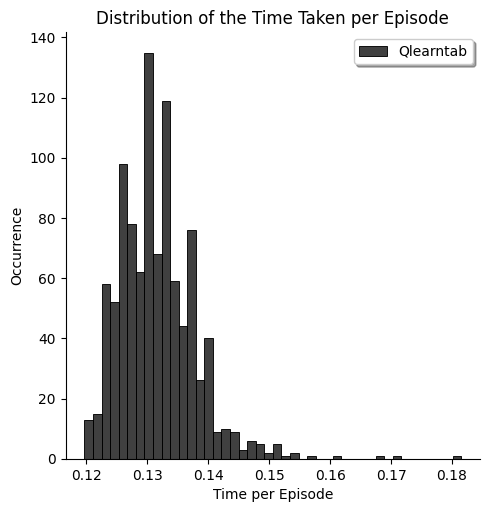 Distribution of the Time Taken per Episode
140
120
100
80
60
40
20
0
Occurrence
Qlearntab
0.12 0.13 0.14 0.15 0.16 0.17 0.18
Time per Episode